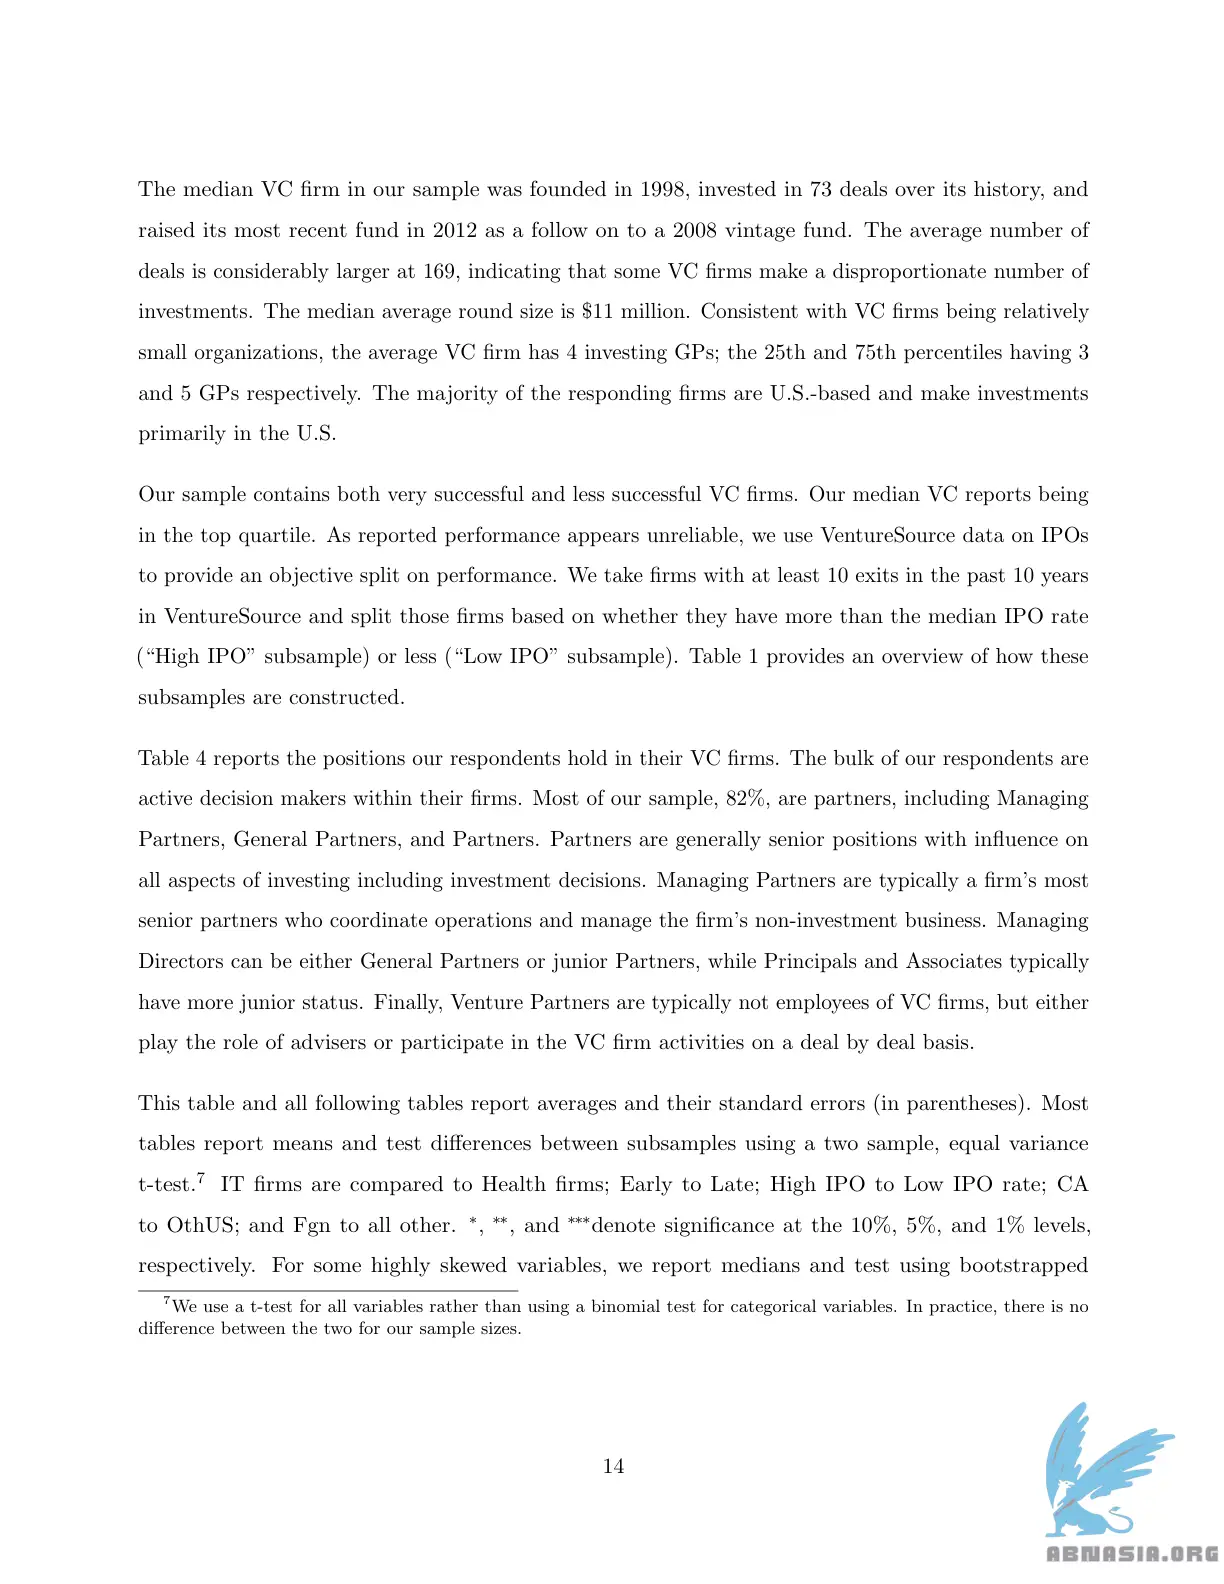 The median VC firm in our sample was founded in 1998, invested in 73 deals over its history, and
raised its most recent fund in 2012 as a follow on to a 2008 vintage fund. The average number of
deals is considerably larger at 169, indicating that some VC firms make a disproportionate number of
investments. The median average round size is $11 million. Consistent with VC firms being relatively
small organizations, the average VC firm has 4 investing GPs; the 25th and 75th percentiles having 3
and 5 GPs respectively. The majority of the responding firms are U.S.-based and make investments
primarily in the U.S.
Our sample contains both very successful and less successful VC firms. Our median VC reports being
in the top quartile. As reported performance appears unreliable, we use VentureSource data on IPOs
to provide an objective split on performance. We take firms with at least 10 exits in the past 10 years
in VentureSource and split those firms based on whether they have more than the median IPO rate
(“High IPO” subsample) or less (“Low IPO” subsample). Table 1 provides an overview of how these
subsamples are constructed.
Table 4 reports the positions our respondents hold in their VC firms. The bulk of our respondents are
active decision makers within their firms. Most of our sample, 82%, are partners, including Managing
Partners, General Partners, and Partners. Partners are generally senior positions with influence on
all aspects of investing including investment decisions. Managing Partners are typically a firm’s most
senior partners who coordinate operations and manage the firm’s non-investment business. Managing
Directors can be either General Partners or junior Partners, while Principals and Associates typically
have more junior status. Finally, Venture Partners are typically not employees of VC firms, but either
play the role of advisers or participate in the VC firm activities on a deal by deal basis.
This table and all following tables report averages and their standard errors (in parentheses). Most
tables report means and test differences between subsamples using a two sample, equal variance
t-test.7 IT firms are compared to Health firms; Early to Late; High IPO to Low IPO rate; CA
to OthUS; and Fgn to all other. *, **, and ***denote significance at the 10%, 5%, and 1% levels,
respectively. For some highly skewed variables, we report medians and test using bootstrapped
7We use a t-test for all variables rather than using a binomial test for categorical variables. In practice, there is no
difference between the two for our sample sizes.
14
ABNASIA.ORG